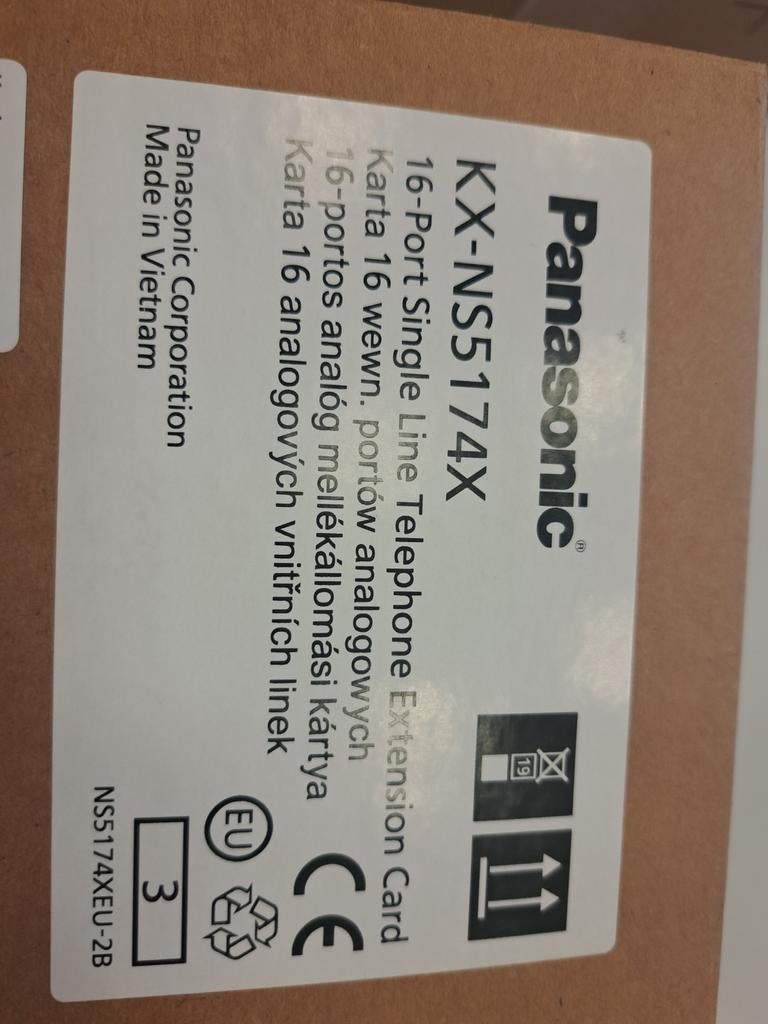 Panasonic®
KX-NS5174X
16-Port Single Line Telephone Extension Card
Karta 16 wewn. portów analogowych
16-portos analóg mellékállomási kártya
Karta 16 analogových vnitřních linek
Panasonic Corporation
Made in Vietnam
19
CE
EU
3
NS5174XEU-2B